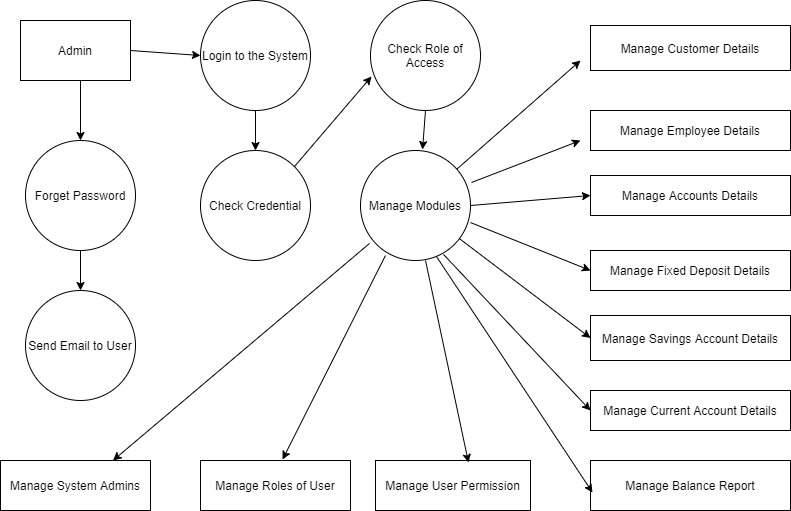 Admin
Login to the System
Check Role of
Access
Manage Customer Details
Manage Employee Details
Forget Password
Check Credential
Manage Modules
Manage Accounts Details
Manage Fixed Deposit Details
Send Email to User
Manage Savings Account Details
Manage Current Account Details
Manage System Admins
Manage Roles of User
Manage User Permission
Manage Balance Report